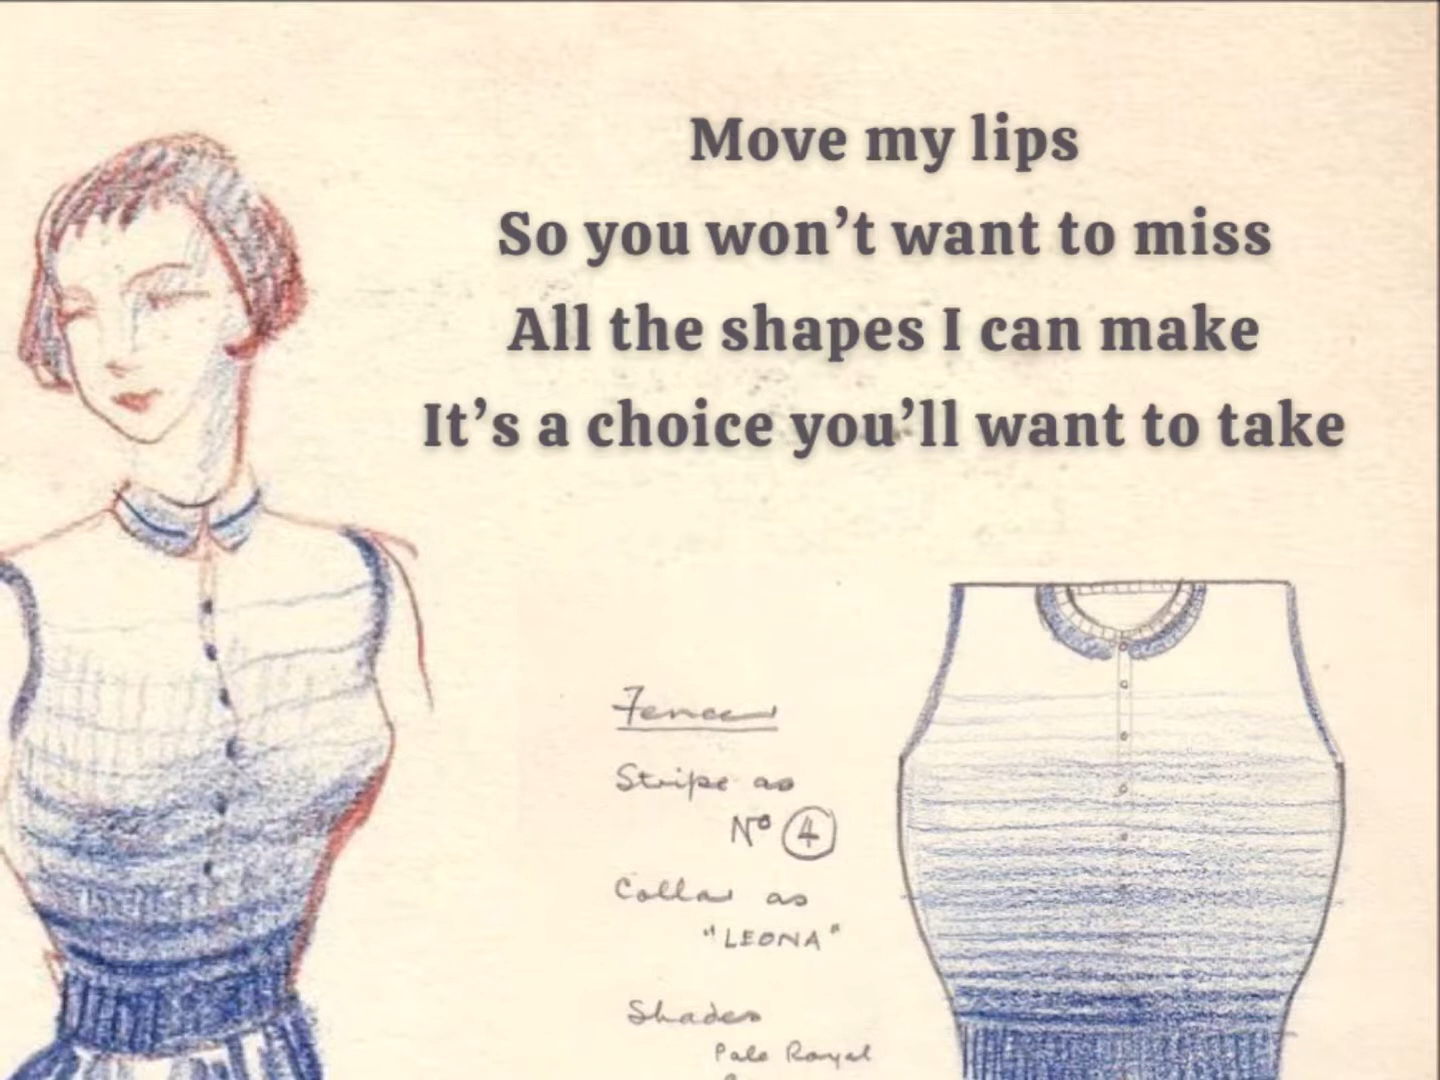 Move my lips
So you won’t want to miss
All the shapes I can make
It’s a choice you’ll want to take
Stripe as
Nº 4
Collar as
"LEONA"
Shades
Pale Royal